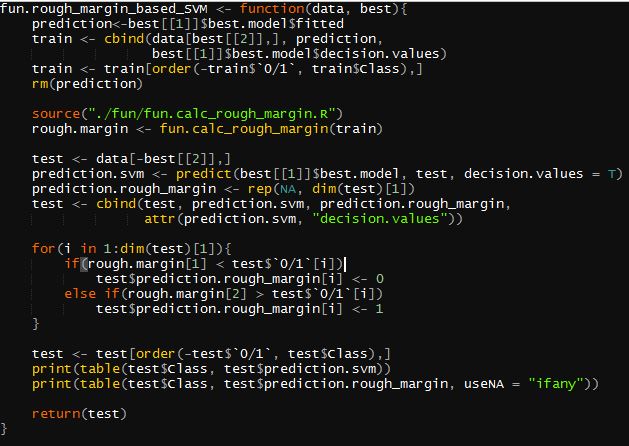 fun.rough_margin_based_SVM <- function(data, best){
    prediction<-best[[1]]$best.model$fitted
    train <- cbind(data[best[[2]],], prediction,
                   best[[1]]$best.model$decision.values)
    train <- train[order(-train$`0/1`, train$Class),]
    rm(prediction)

    source("./fun/fun.calc_rough_margin.R")
    rough.margin <- fun.calc_rough_margin(train)

    test <- data[-best[[2]],]
    prediction.svm <- predict(best[[1]]$best.model, test, decision.values = T)
    prediction.rough_margin <- rep(NA, dim(test)[1])
    test <- cbind(test, prediction.svm, prediction.rough_margin,
                  attr(prediction.svm, "decision.values"))

    for(i in 1:dim(test)[1]){
        if(rough.margin[1] < test$`0/1`[i])
            test$prediction.rough_margin[i] <- 0
        else if(rough.margin[2] > test$`0/1`[i])
            test$prediction.rough_margin[i] <- 1
    }

    test <- test[order(-test$`0/1`, test$Class),]
    print(table(test$Class, test$prediction.svm))
    print(table(test$Class, test$prediction.rough_margin, useNA = "ifany"))

    return(test)
}